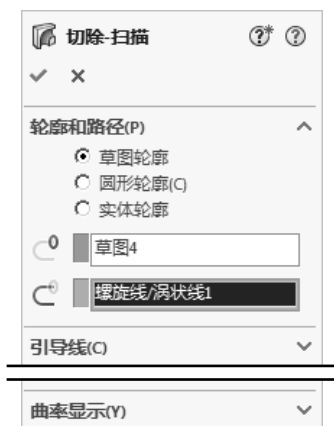 切除-扫描
轮廓和路径(P)
草图轮廓
圆形轮廓(C)
实体轮廓
草图4
螺旋线/涡状线1
引导线(C)
曲率显示(Y)